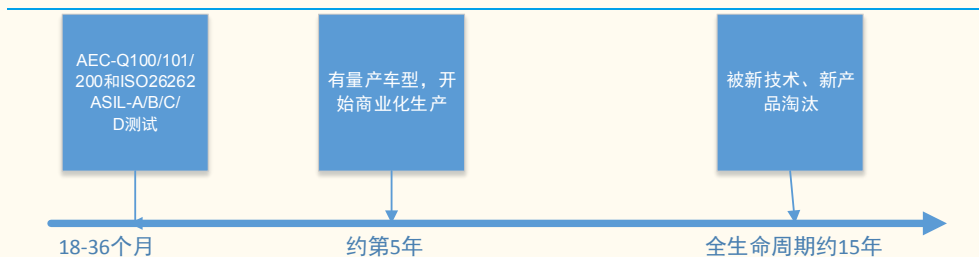 AEC-Q100/101/
200和ISO26262
ASIL-A/B/C/
D测试
有量产车型，开
始商业化生产
被新技术、新产
品淘汰
18-36个月
约第5年
全生命周期约15年